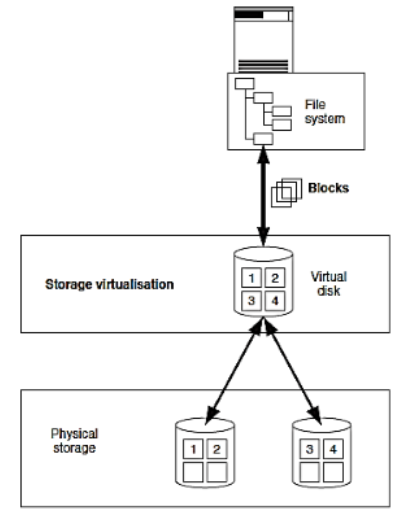 File
system
Blocks
Storage virtualisation
1 2
3 4
Virtual
disk
Physical
storage
1 2
3 4